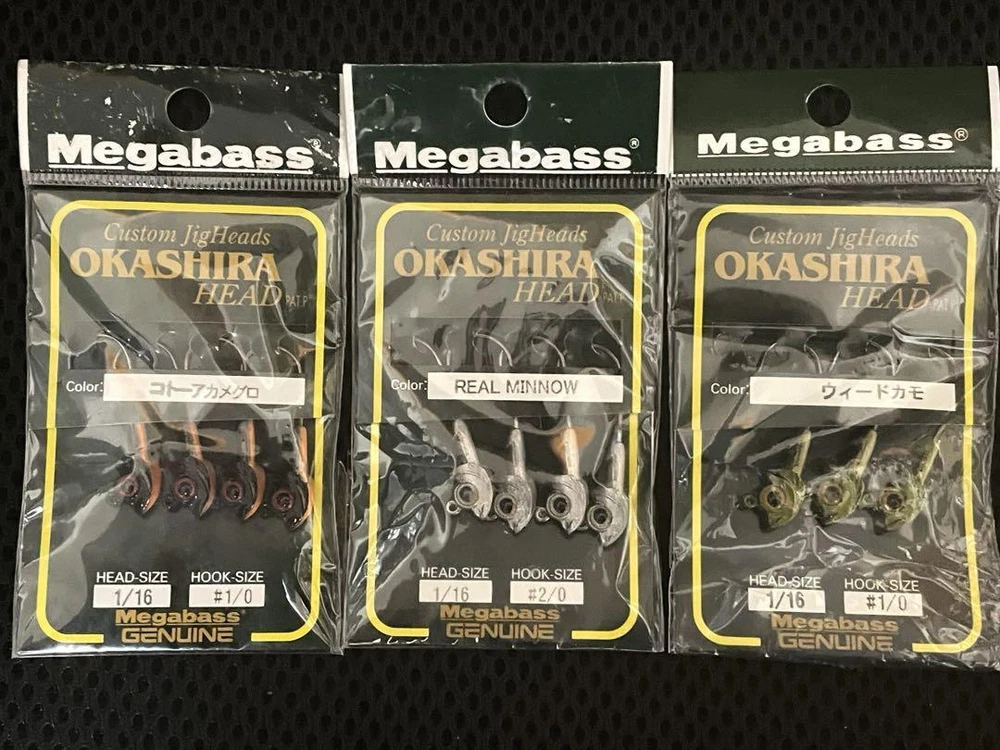 Megabass®
Custom JigHeads
OKASHIRA
HEAD PAT.P
Color: コトーアカメグロ
HEAD-SIZE HOOK-SIZE
1/16 #1/0
Megabass®
GENUINE
Megabass®
Custom JigHeads
OKASHIRA
HEAD PAT.P
Color: REAL MINNOW
HEAD-SIZE HOOK-SIZE
1/16 #2/0
Megabass®
GENUINE
Megabass®
Custom JigHeads
OKASHIRA
HEAD PAT.P
Color: ウィードカモ
HEAD-SIZE HOOK-SIZE
1/16 #1/0
Megabass®
GENUINE